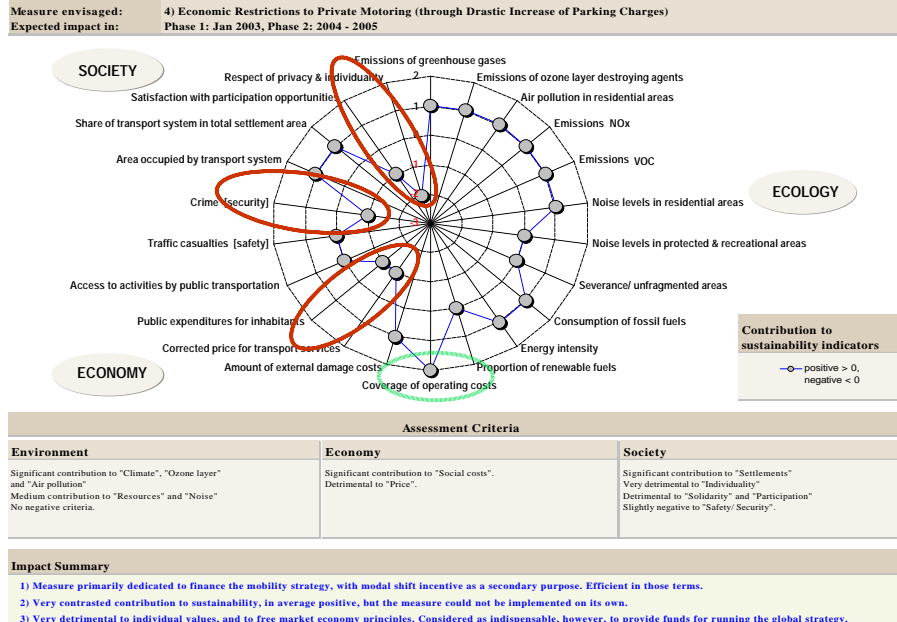 Measure envisaged: 4) Economic Restrictions to Private Motoring (through Drastic Increase of Parking Charges)
Expected impact in: Phase 1: Jan 2003, Phase 2: 2004 - 2005
SOCIETY
Emissions of greenhouse gases
Respect of privacy & individuality
Emissions of ozone layer destroying agents
Satisfaction with participation opportunities
Air pollution in residential areas
Share of transport system in total settlement area
Emissions NOx
Area occupied by transport system
Emissions VOC
2
1
1
Crime [security]
Noise levels in residential areas
ECOLOGY
Traffic casualties [safety]
Noise levels in protected & recreational areas
Access to activities by public transportation
Severance/ unfragmented areas
Public expenditures for inhabitants
Consumption of fossil fuels
Corrected price for transport services
Energy intensity
Amount of external damage costs
Proportion of renewable fuels
ECONOMY
Coverage of operating costs
Contribution to
sustainability indicators
positive > 0,
negative < 0
Assessment Criteria
Environment
Significant contribution to "Climate", "Ozone layer"
and "Air pollution"
Medium contribution to "Resources" and "Noise"
No negative criteria.
Economy
Significant contribution to "Social costs".
Detrimental to "Price".
Society
Significant contribution to "Settlements"
Very detrimental to "Individuality"
Detrimental to "Solidarity" and "Participation"
Slightly negative to "Safety/ Security".
Impact Summary
1) Measure primarily dedicated to finance the mobility strategy, with modal shift incentive as a secondary purpose. Efficient in those terms.
2) Very contrasted contribution to sustainability, in average positive, but the measure could not be implemented on its own.
3) Very detrimental to individual values, and to free market economy principles. Considered as indispensable, however, to provide funds for running the global strategy.